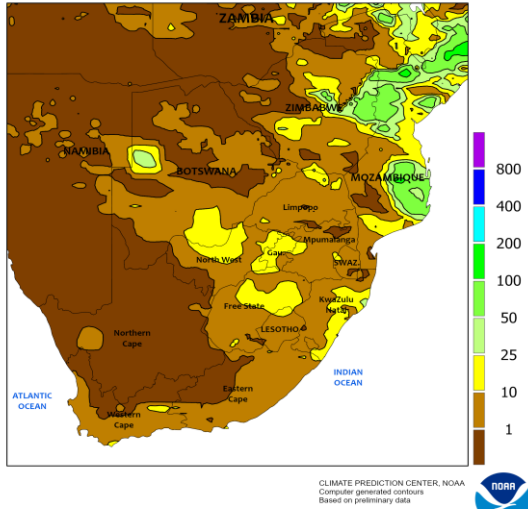 ZAMBIA
ZIMBABWE
NAMIBIA
BOTSWANA
MOZAMBIQUE
Limpopo
Mpumalanga
North West
Gau.
SWAZ.
Free State
KwaZulu
Natal
LESOTHO
Northern
Cape
Eastern
Cape
Western
Cape
ATLANTIC
OCEAN
INDIAN
OCEAN
800
400
200
100
50
25
10
1
CLIMATE PREDICTION CENTER, NOAA
Computer generated contours
Based on preliminary data
NOAA